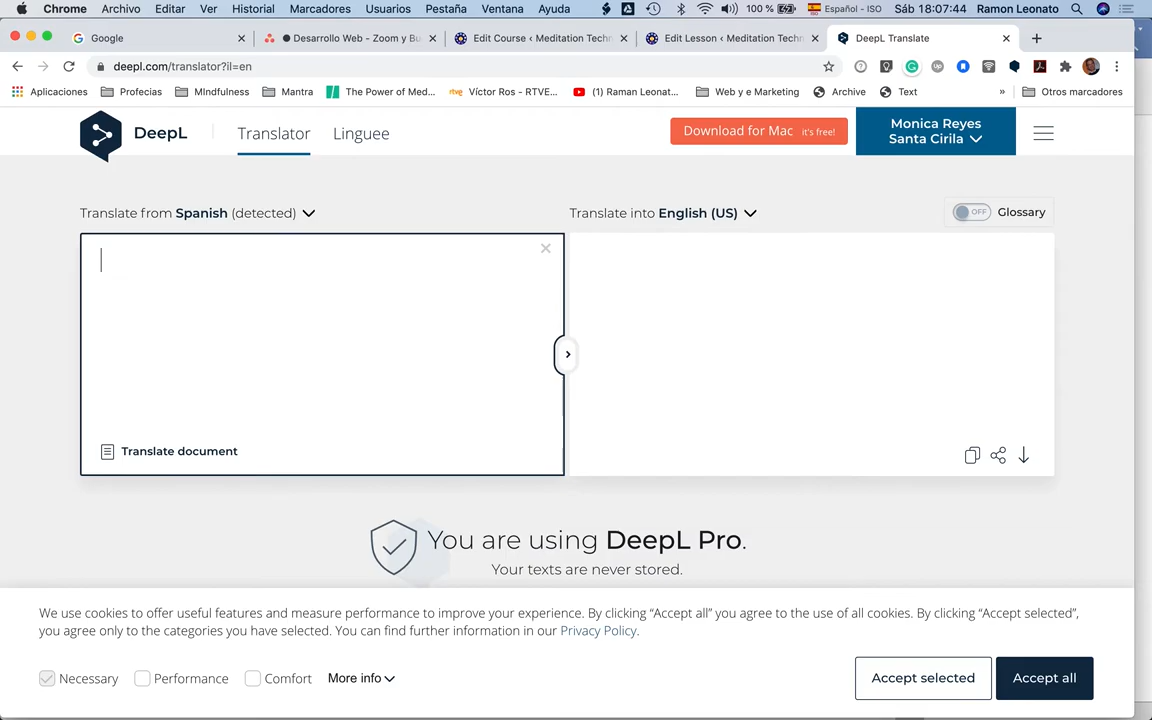 Chrome Archivo Editar Ver Historial Marcadores Usuarios Pestaña Ventana Ayuda 100 % Español - ISO Sáb 18:07:44 Ramon Leonato
Google Desarrollo Web - Zoom y Bu Edit Course ‹ Meditation Techn Edit Lesson ‹ Meditation Techn DeepL Translate
deepl.com/translator?il=en
Aplicaciones Profecias MIndfulness Mantra The Power of Med... Víctor Ros - RTVE... (1) Raman Leonat... Web y e Marketing Archive Text » Otros marcadores
DeepL Translator Linguee Download for Mac it's free! Monica Reyes
Santa Cirila
Translate from Spanish (detected) Translate into English (US) OFF Glossary
Translate document
You are using DeepL Pro.
Your texts are never stored.
We use cookies to offer useful features and measure performance to improve your experience. By clicking “Accept all” you agree to the use of all cookies. By clicking “Accept selected”,
you agree only to the categories you have selected. You can find further information in our Privacy Policy.
Necessary Performance Comfort More info Accept selected Accept all